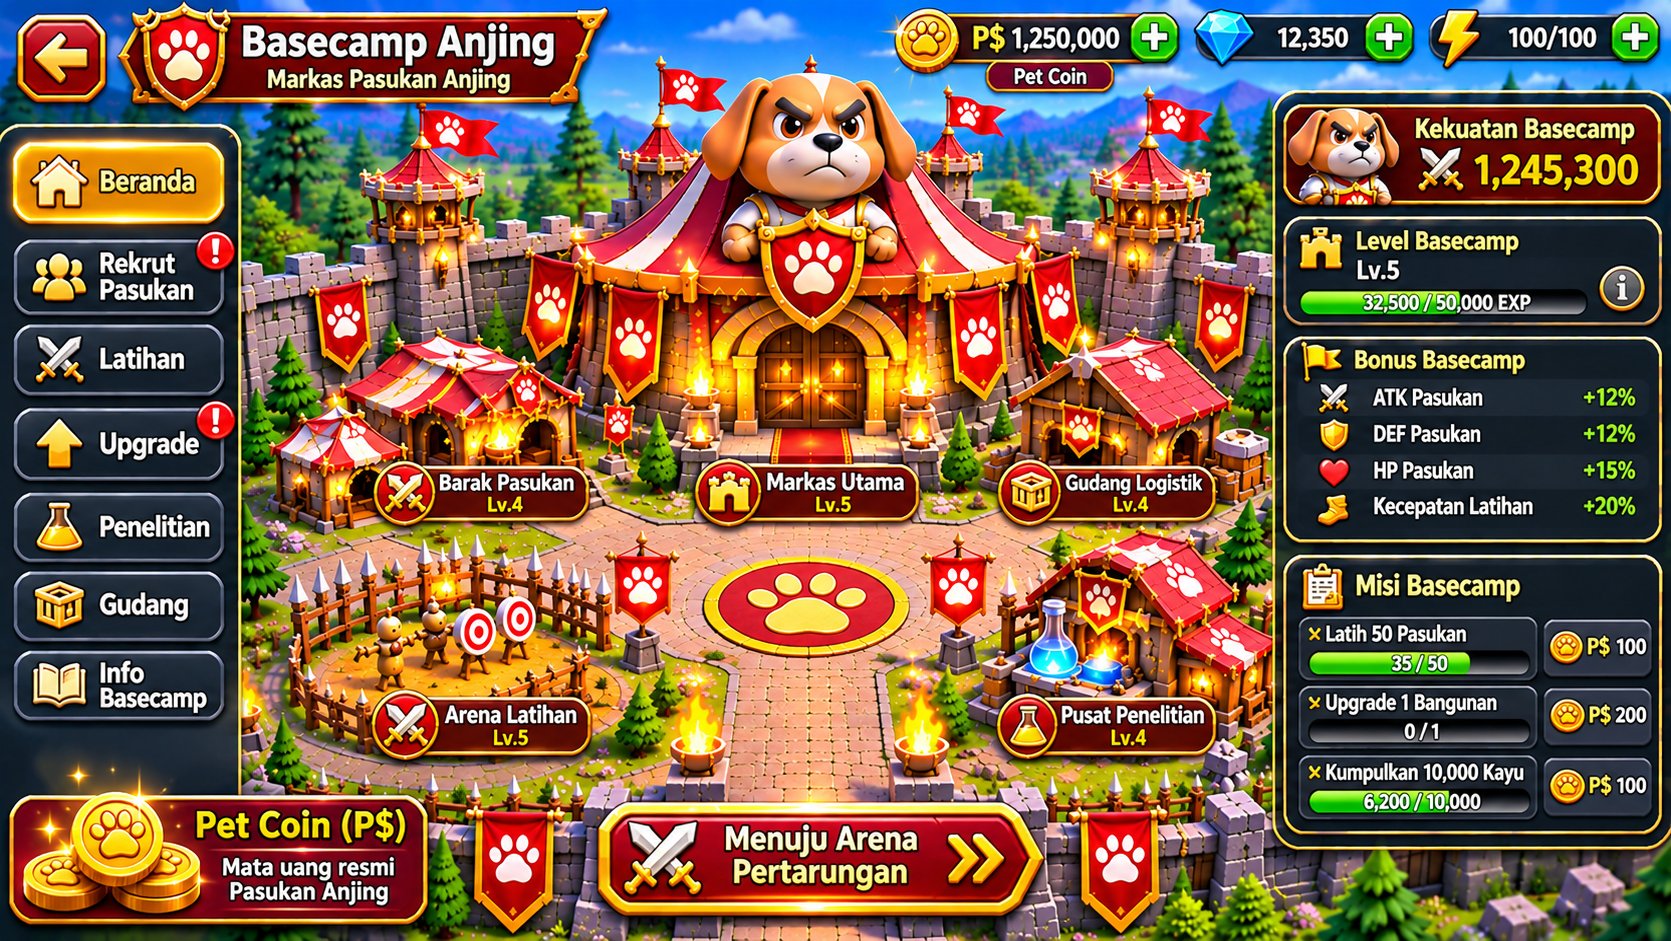 Basecamp Anjing
Markas Pasukan Anjing
P$ 1,250,000
Pet Coin
12,350
100/100
Beranda
Rekrut
Pasukan
Latihan
Upgrade
Penelitian
Gudang
Info
Basecamp
Barak Pasukan
Lv.4
Markas Utama
Lv.5
Gudang Logistik
Lv.4
Arena Latihan
Lv.5
Pusat Penelitian
Lv.4
Kekuatan Basecamp
1,245,300
Level Basecamp
Lv.5
32,500 / 50,000 EXP
Bonus Basecamp
ATK Pasukan +12%
DEF Pasukan +12%
HP Pasukan +15%
Kecepatan Latihan +20%
Misi Basecamp
× Latih 50 Pasukan
35 / 50
P$ 100
× Upgrade 1 Bangunan
0 / 1
P$ 200
× Kumpulkan 10,000 Kayu
6,200 / 10,000
P$ 100
Pet Coin (P$)
Mata uang resmi
Pasukan Anjing
Menuju Arena
Pertarungan